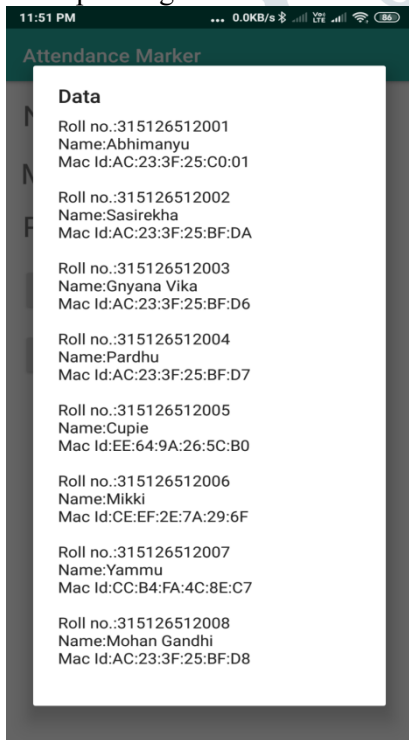 11:51 PM ... 0.0KB/s VoLTE 86
Attendance Marker
Data
Roll no.:315126512001
Name:Abhimanyu
Mac Id:AC:23:3F:25:C0:01
Roll no.:315126512002
Name:Sasirekha
Mac Id:AC:23:3F:25:BF:DA
Roll no.:315126512003
Name:Gnyana Vika
Mac Id:AC:23:3F:25:BF:D6
Roll no.:315126512004
Name:Pardhu
Mac Id:AC:23:3F:25:BF:D7
Roll no.:315126512005
Name:Cupie
Mac Id:EE:64:9A:26:5C:B0
Roll no.:315126512006
Name:Mikki
Mac Id:CE:EF:2E:7A:29:6F
Roll no.:315126512007
Name:Yammu
Mac Id:CC:B4:FA:4C:8E:C7
Roll no.:315126512008
Name:Mohan Gandhi
Mac Id:AC:23:3F:25:BF:D8